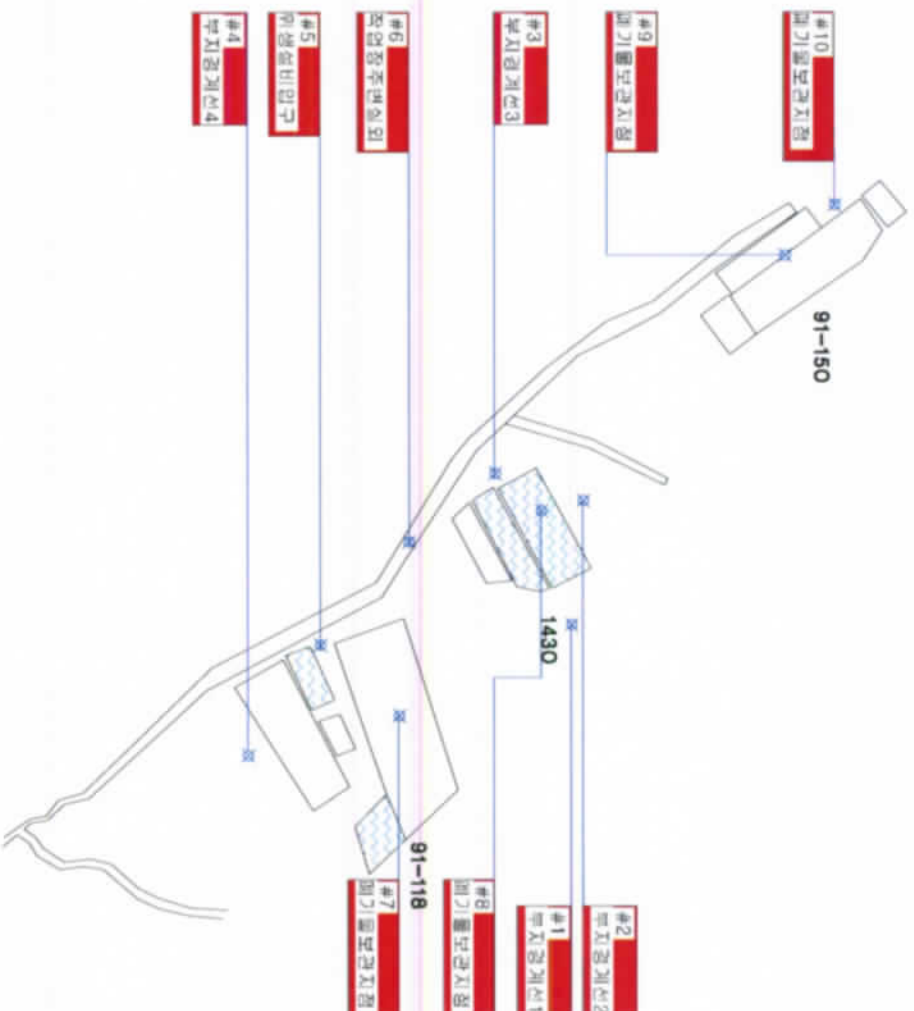 #10
폐기물보관지점
#9
폐기물보관지점
#3
부지경계선3
#6
작업장주변실외
#5
위생설비입구
#4
부지경계선4
91-150
1430
91-118
#2
부지경계선2
#1
부지경계선1
#8
폐기물보관지점
#7
폐기물보관지점